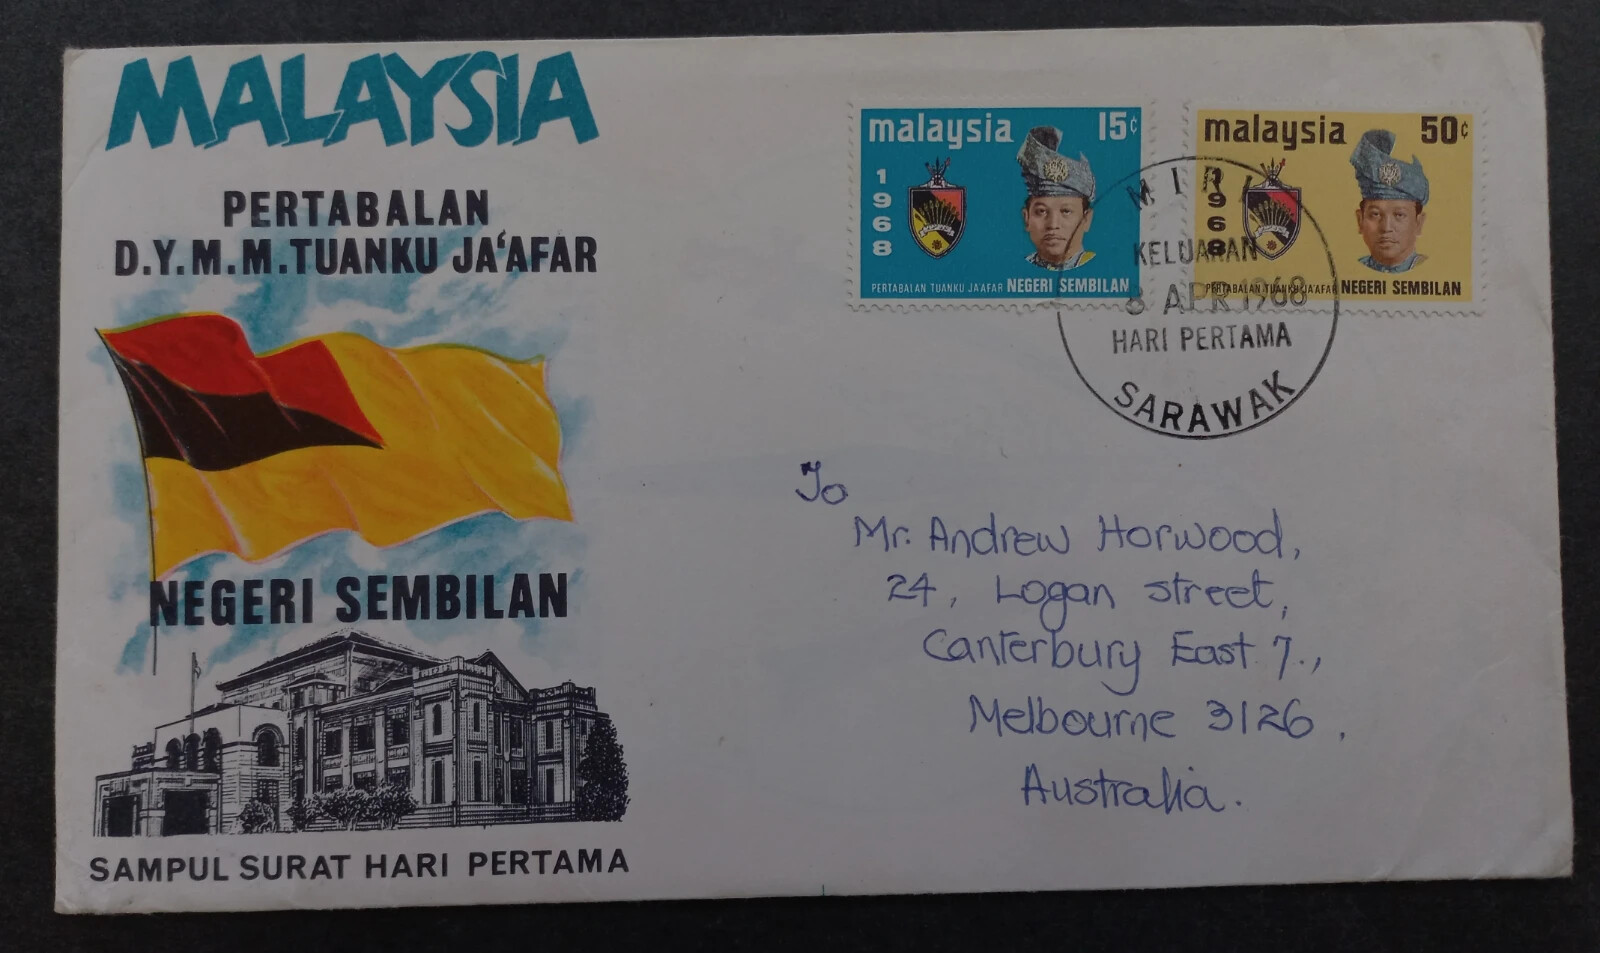 MALAYSIA
PERTABALAN
D.Y.M.M. TUANKU JA'AFAR
NEGERI SEMBILAN
SAMPUL SURAT HARI PERTAMA
malaysia 15¢
1968
PERTABALAN TUANKU JA'AFAR NEGERI SEMBILAN
malaysia 50¢
1968
PERTABALAN TUANKU JA'AFAR NEGERI SEMBILAN
MIRI
KELUARAN
8 APR 1968
HARI PERTAMA
SARAWAK
To
Mr. Andrew Horwood,
24, Logan street,
Canterbury East 7.,
Melbourne 3126.
Australia.